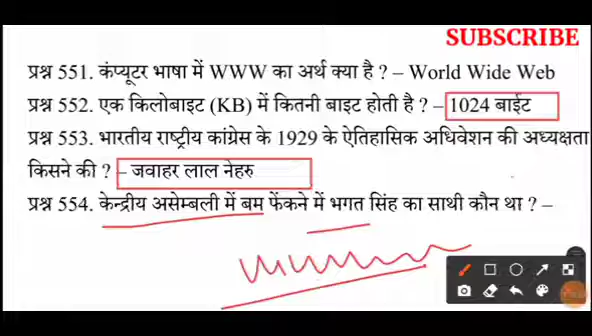 SUBSCRIBE
प्रश्न 551. कंप्यूटर भाषा में WWW का अर्थ क्या है ? – World Wide Web
प्रश्न 552. एक किलोबाइट (KB) में कितनी बाइट होती है ? – 1024 बाईट
प्रश्न 553. भारतीय राष्ट्रीय कांग्रेस के 1929 के ऐतिहासिक अधिवेशन की अध्यक्षता
किसने की ? – जवाहर लाल नेहरु
प्रश्न 554. केन्द्रीय असेम्बली में बम फेंकने में भगत सिंह का साथी कौन था ? –